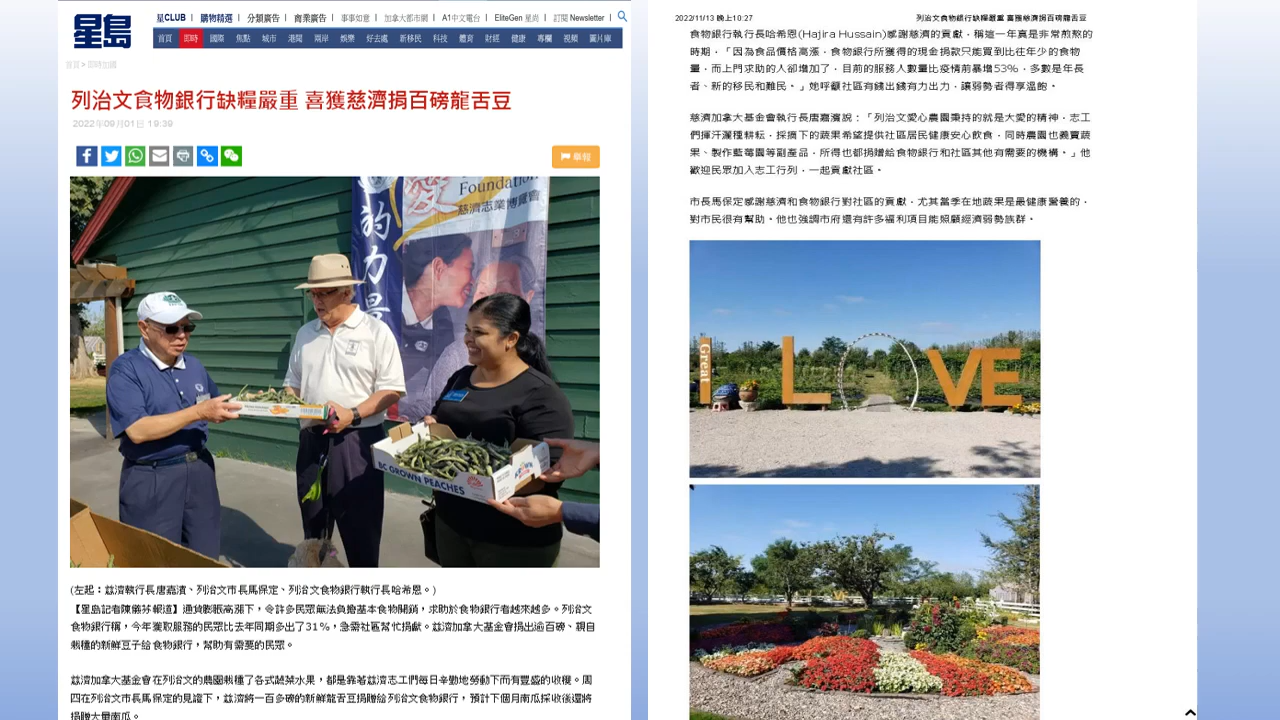 星島
星CLUB | 購物精選 | 分類廣告 | 商業廣告 | 事事如意 | 加拿大都市網 | A1中文電台 | EliteGen 星尚 | 訂閱 Newsletter |
首頁 即時 國際 焦點 城市 港聞 兩岸 娛樂 好去處 新移民 科技 體育 財經 健康 專欄 視頻 圖片庫
首頁 > 即時加國
列治文食物銀行缺糧嚴重 喜獲慈濟捐百磅龍舌豆
2022年09月01日 19:39
舉報
愛
Foundation
慈濟志業博覽會
的力量
BC GROWN PEACHES
(左起：慈濟執行長唐嘉濱、列治文市長馬保定、列治文食物銀行執行長哈希恩。)
【星島記者陳儀芬報道】通貨膨脹高漲下，令許多民眾無法負擔基本食物開銷，求助於食物銀行者越來越多。列治文
食物銀行稱，今年獲取服務的民眾比去年同期多出了31%，急需社區幫忙捐獻。慈濟加拿大基金會捐出逾百磅、親自
栽種的新鮮豆子給食物銀行，幫助有需要的民眾。
慈濟加拿大基金會在列治文的農園栽種了各式蔬菜水果，都是靠著慈濟志工們每日辛勤地勞動下而有豐盛的收穫。周
四在列治文市長馬保定的見證下，慈濟將一百多磅的新鮮龍舌豆捐贈給列治文食物銀行，預計下個月南瓜採收後還將
捐贈大量南瓜。
2022/11/13 晚上10:27
列治文食物銀行缺糧嚴重 喜獲慈濟捐百磅龍舌豆
食物銀行執行長哈希恩(Hajira Hussain)感謝慈濟的貢獻，稱這一年真是非常煎熬的
時期，「因為食品價格高漲，食物銀行所獲得的現金捐款只能買到比往年少的食物
量，而上門求助的人卻增加了，目前的服務人數量比疫情前暴增53%，多數是年長
者、新的移民和難民。」她呼籲社區有錢出錢有力出力，讓弱勢者得享溫飽。
慈濟加拿大基金會執行長唐嘉濱說：「列治文愛心農園秉持的就是大愛的精神，志工
們揮汗灑種耕耘，採摘下的蔬果希望提供社區居民健康安心飲食，同時農園也義賣蔬
果、製作藍莓園等副產品，所得也都捐贈給食物銀行和社區其他有需要的機構。」他
歡迎民眾加入志工行列，一起貢獻社區。
市長馬保定感謝慈濟和食物銀行對社區的貢獻，尤其當季在地蔬果是最健康營養的，
對市民很有幫助。他也強調市府還有許多福利項目能照顧經濟弱勢族群。
I L VE
Great